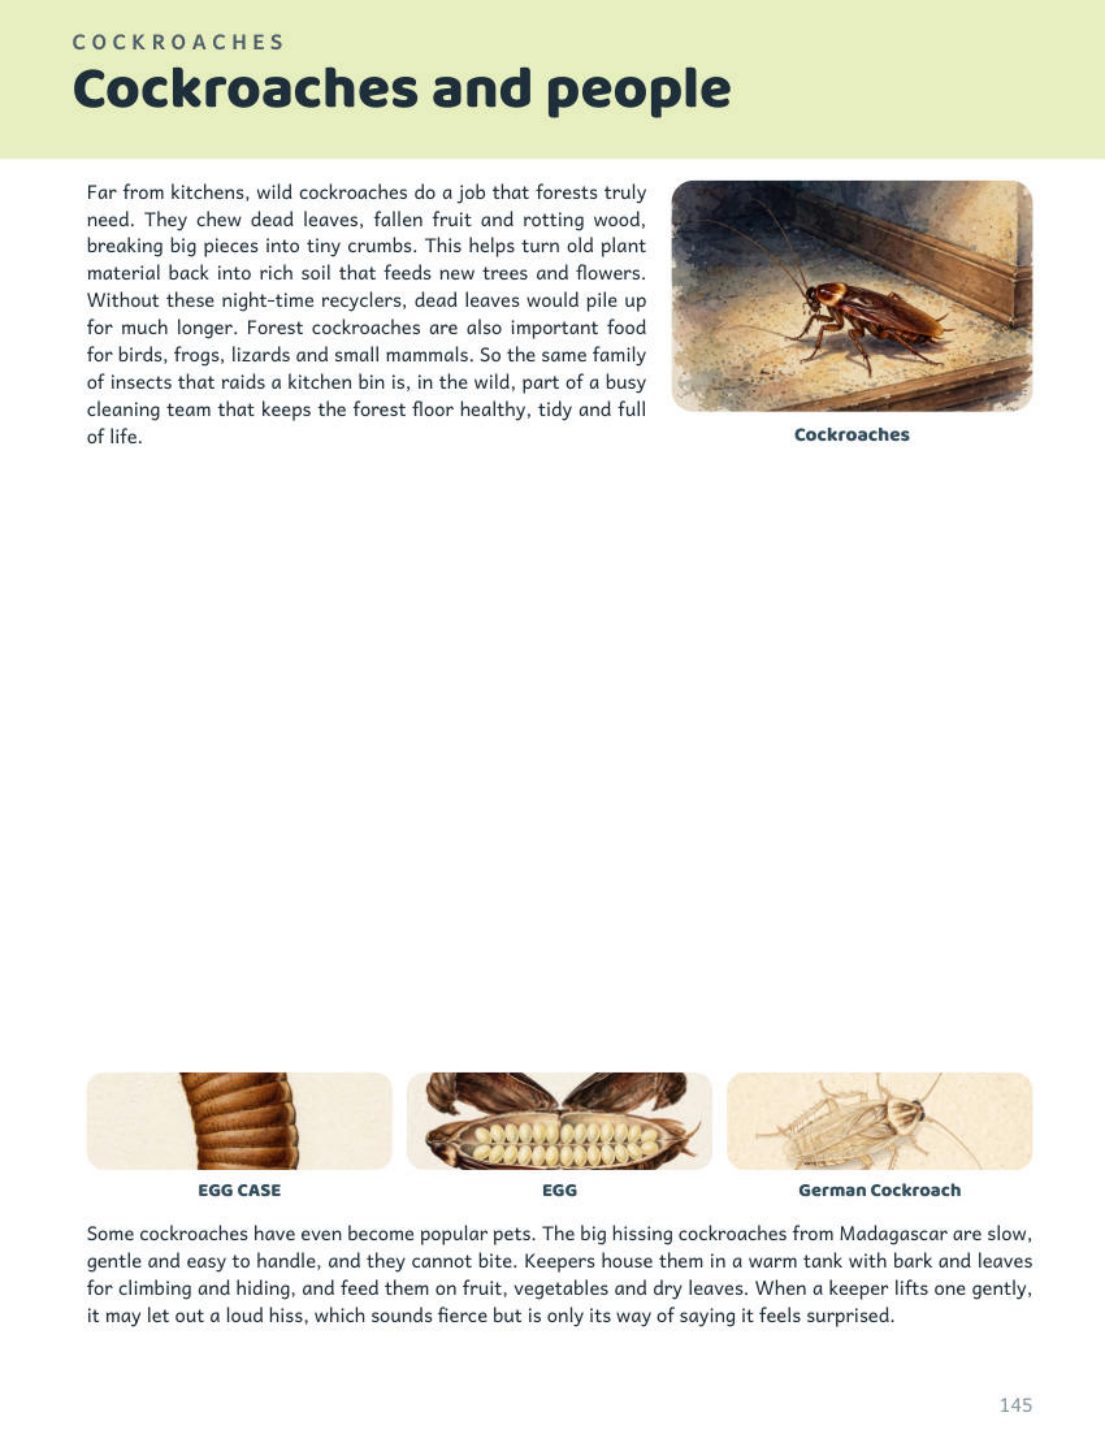 COCKROACHES
Cockroaches and people
Far from kitchens, wild cockroaches do a job that forests truly
need. They chew dead leaves, fallen fruit and rotting wood,
breaking big pieces into tiny crumbs. This helps turn old plant
material back into rich soil that feeds new trees and flowers.
Without these night-time recyclers, dead leaves would pile up
for much longer. Forest cockroaches are also important food
for birds, frogs, lizards and small mammals. So the same family
of insects that raids a kitchen bin is, in the wild, part of a busy
cleaning team that keeps the forest floor healthy, tidy and full
of life.
Cockroaches
EGG CASE
EGG
German Cockroach
Some cockroaches have even become popular pets. The big hissing cockroaches from Madagascar are slow,
gentle and easy to handle, and they cannot bite. Keepers house them in a warm tank with bark and leaves
for climbing and hiding, and feed them on fruit, vegetables and dry leaves. When a keeper lifts one gently,
it may let out a loud hiss, which sounds fierce but is only its way of saying it feels surprised.
145